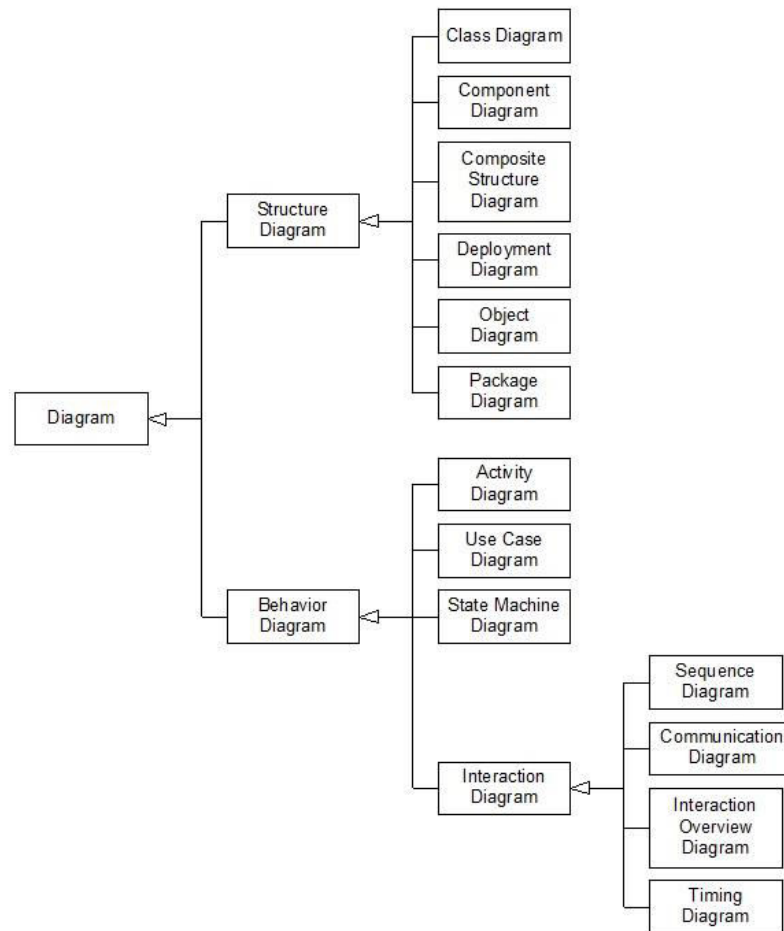 Class Diagram
Component
Diagram
Composite
Structure
Diagram
Structure
Diagram
Deployment
Diagram
Object
Diagram
Package
Diagram
Diagram
Activity
Diagram
Use Case
Diagram
Behavior
Diagram
State Machine
Diagram
Sequence
Diagram
Communication
Diagram
Interaction
Diagram
Interaction
Overview
Diagram
Timing
Diagram